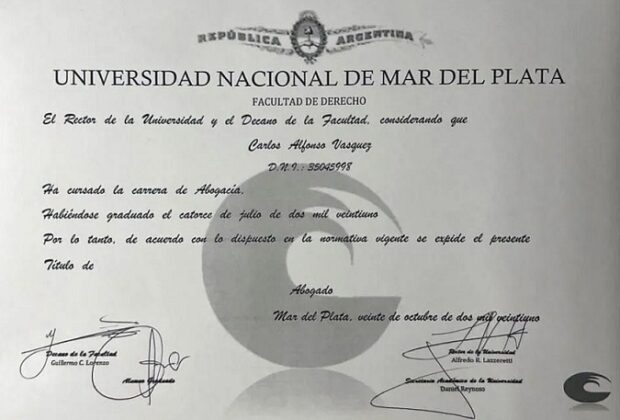 REPÚBLICA ARGENTINA
UNIVERSIDAD NACIONAL DE MAR DEL PLATA
FACULTAD DE DERECHO
El Rector de la Universidad y el Decano de la Facultad, considerando que
Carlos Alfonso Vasquez
D.N.I.: 35045998
Ha cursado la carrera de Abogacía,
Habiéndose graduado el catorce de julio de dos mil veintiuno
Por lo tanto, de acuerdo con lo dispuesto en la normativa vigente se expide el presente
Título de
Abogado
Mar del Plata, veinte de octubre de dos mil veintiuno
Decano de la Facultad
Guillermo C. Lorenzo
Alumno Graduando
Rector de la Universidad
Alfredo R. Lazzeretti
Secretario Académico de la Universidad
Daniel Reynoso